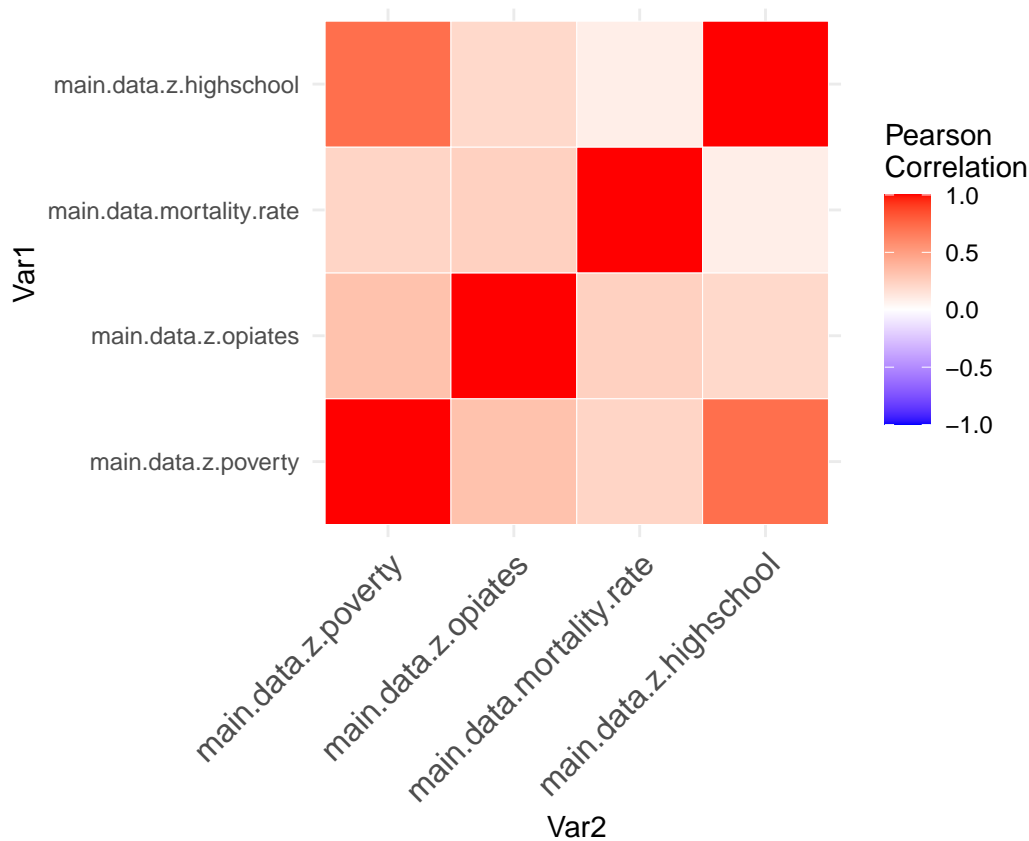 main.data.z.highschool
main.data.mortality.rate
main.data.z.opiates
main.data.z.poverty
Var1
main.data.z.poverty
main.data.z.opiates
main.data.mortality.rate
main.data.z.highschool
Var2
Pearson
Correlation
1.0
0.5
0.0
−0.5
−1.0